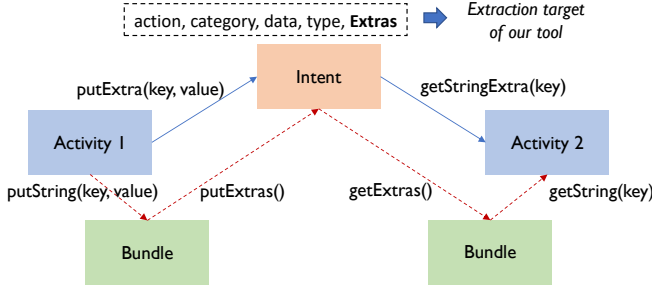 action, category, data, type, Extras
Extraction target
of our tool
Intent
putExtra(key, value)
getStringExtra(key)
Activity 1
Activity 2
putString(key, value)
putExtras()
getExtras()
getString(key)
Bundle
Bundle